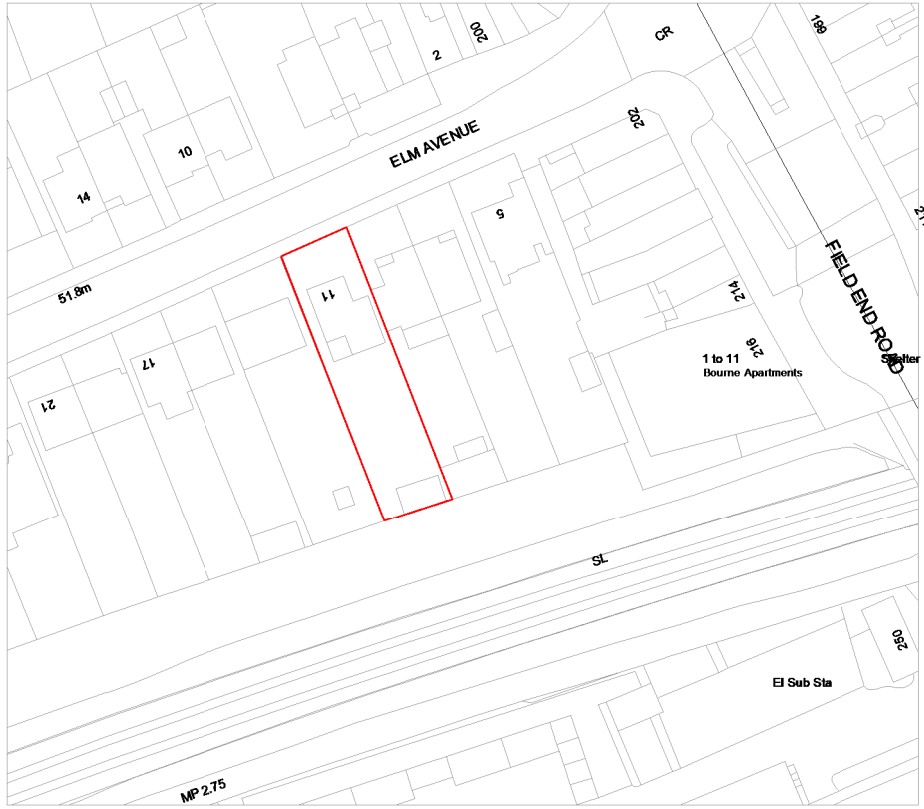 CR
199
200
2
202
ELM AVENUE
10
14
5
51.8m
11
FIELD END ROAD
214
216
1 to 11
Bourne Apartments
Shelter
17
21
SL
250
El Sub Sta
MP 2.75